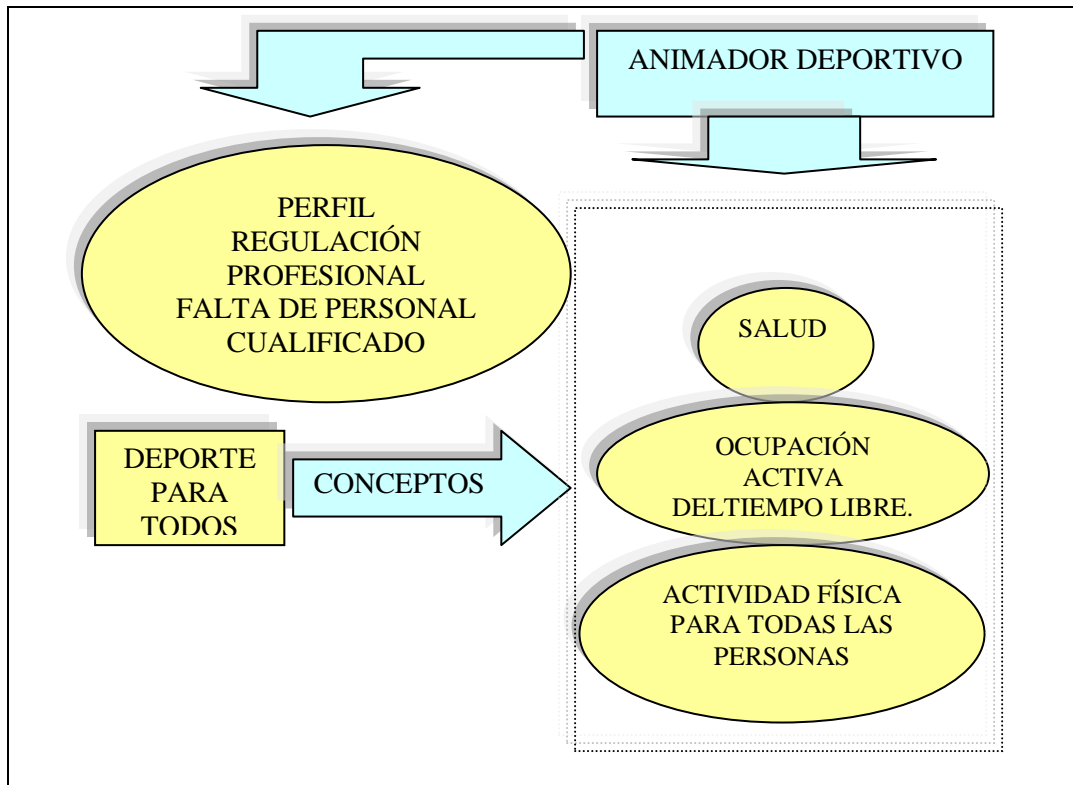 ANIMADOR DEPORTIVO
PERFIL
REGULACIÓN
PROFESIONAL
FALTA DE PERSONAL
CUALIFICADO
SALUD
DEPORTE
PARA
TODOS
CONCEPTOS
OCUPACIÓN
ACTIVA
DELTIEMPO LIBRE.
ACTIVIDAD FÍSICA
PARA TODAS LAS
PERSONAS